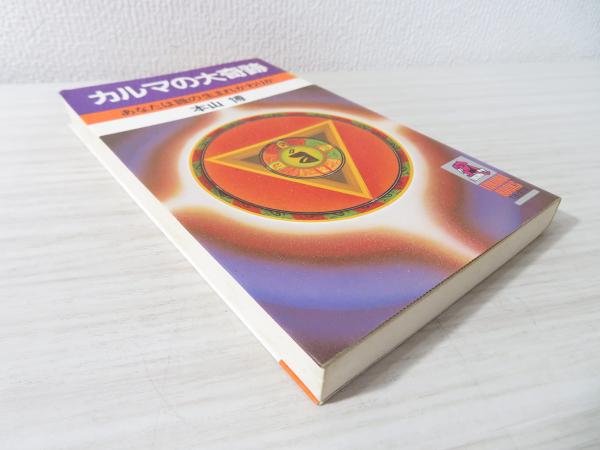 カルマの大奇跡
あなたは誰の生まれかわりか
本山 博